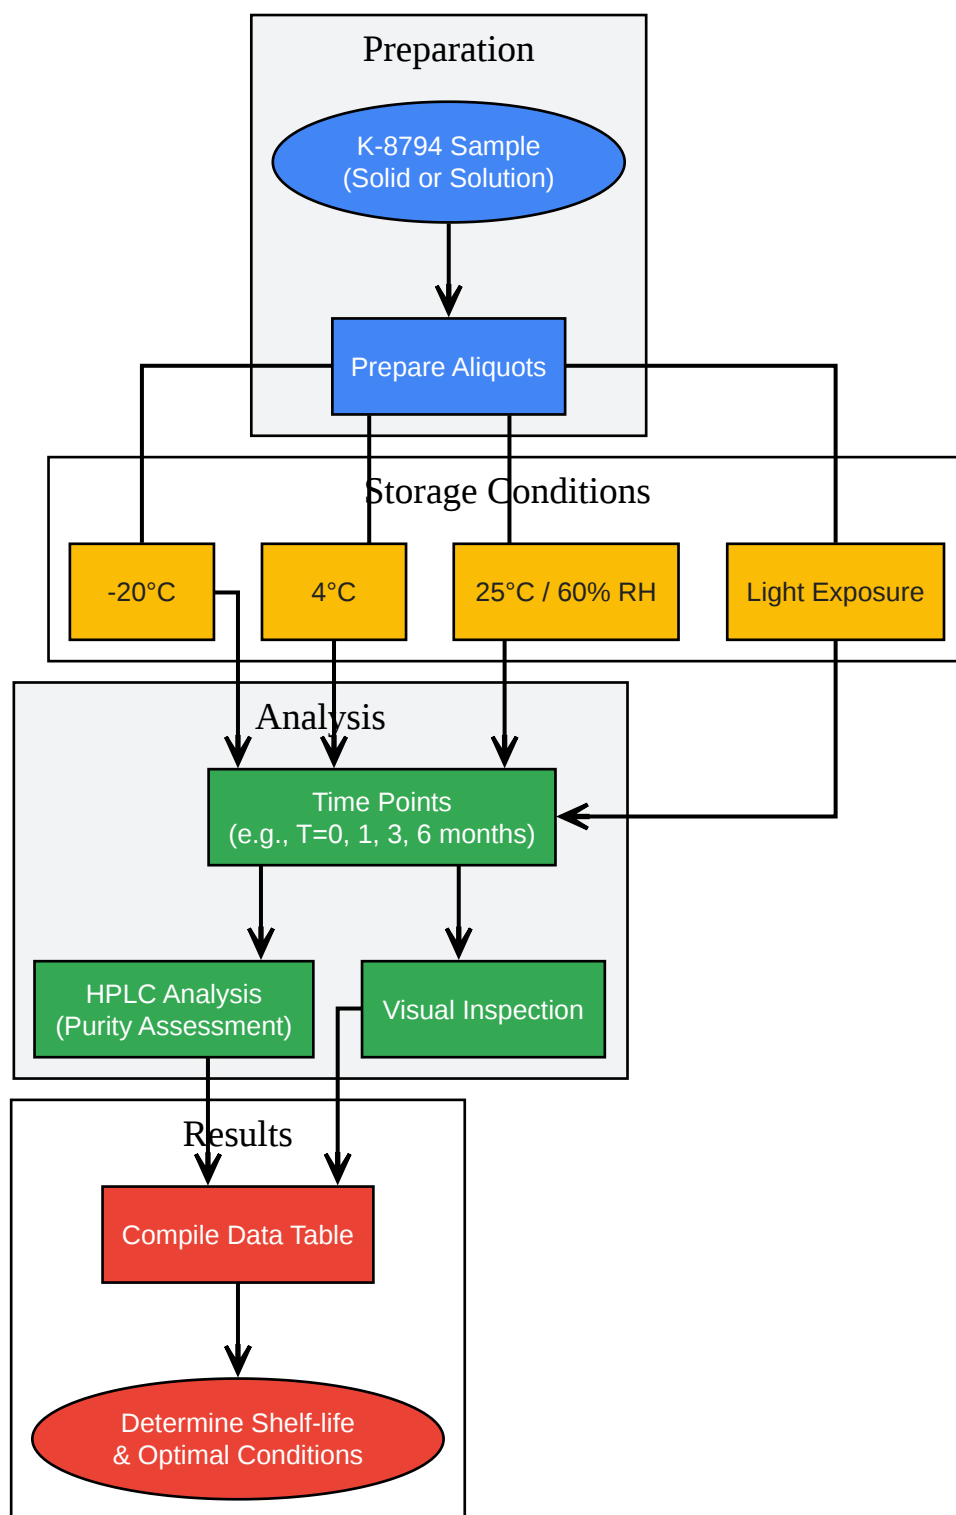 Preparation
K-8794 Sample
(Solid or Solution)
Prepare Aliquots
Storage Conditions
-20°C
4°C
25°C / 60% RH
Light Exposure
Analysis
Time Points
(e.g., T=0, 1, 3, 6 months)
HPLC Analysis
(Purity Assessment)
Visual Inspection
Results
Compile Data Table
Determine Shelf-life
& Optimal Conditions